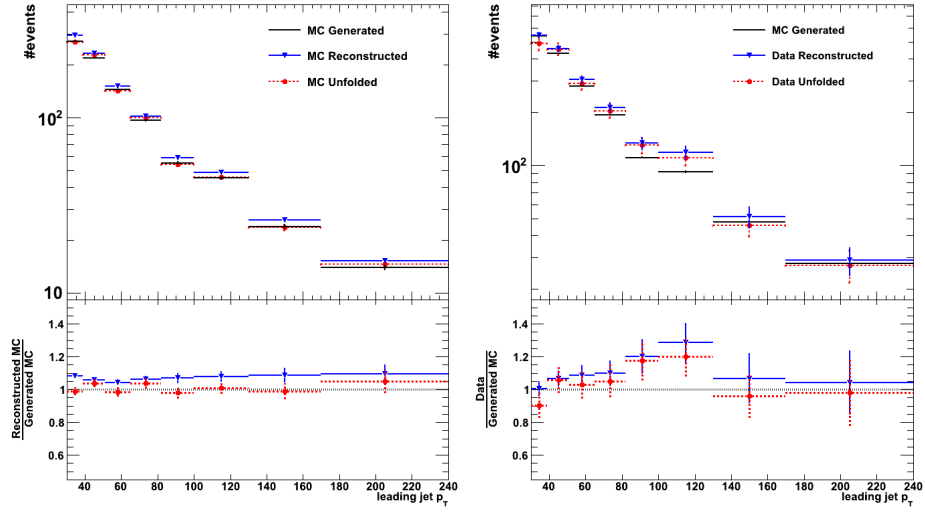 #events
MC Generated
MC Reconstructed
MC Unfolded
10²
10
Reconstructed MC
Generated MC
1.4
1.2
1
0.8
0.6
40 60 80 100 120 140 160 180 200 220 240
leading jet p_T
#events
MC Generated
Data Reconstructed
Data Unfolded
10²
Data
Generated MC
1.4
1.2
1
0.8
0.6
40 60 80 100 120 140 160 180 200 220 240
leading jet p_T